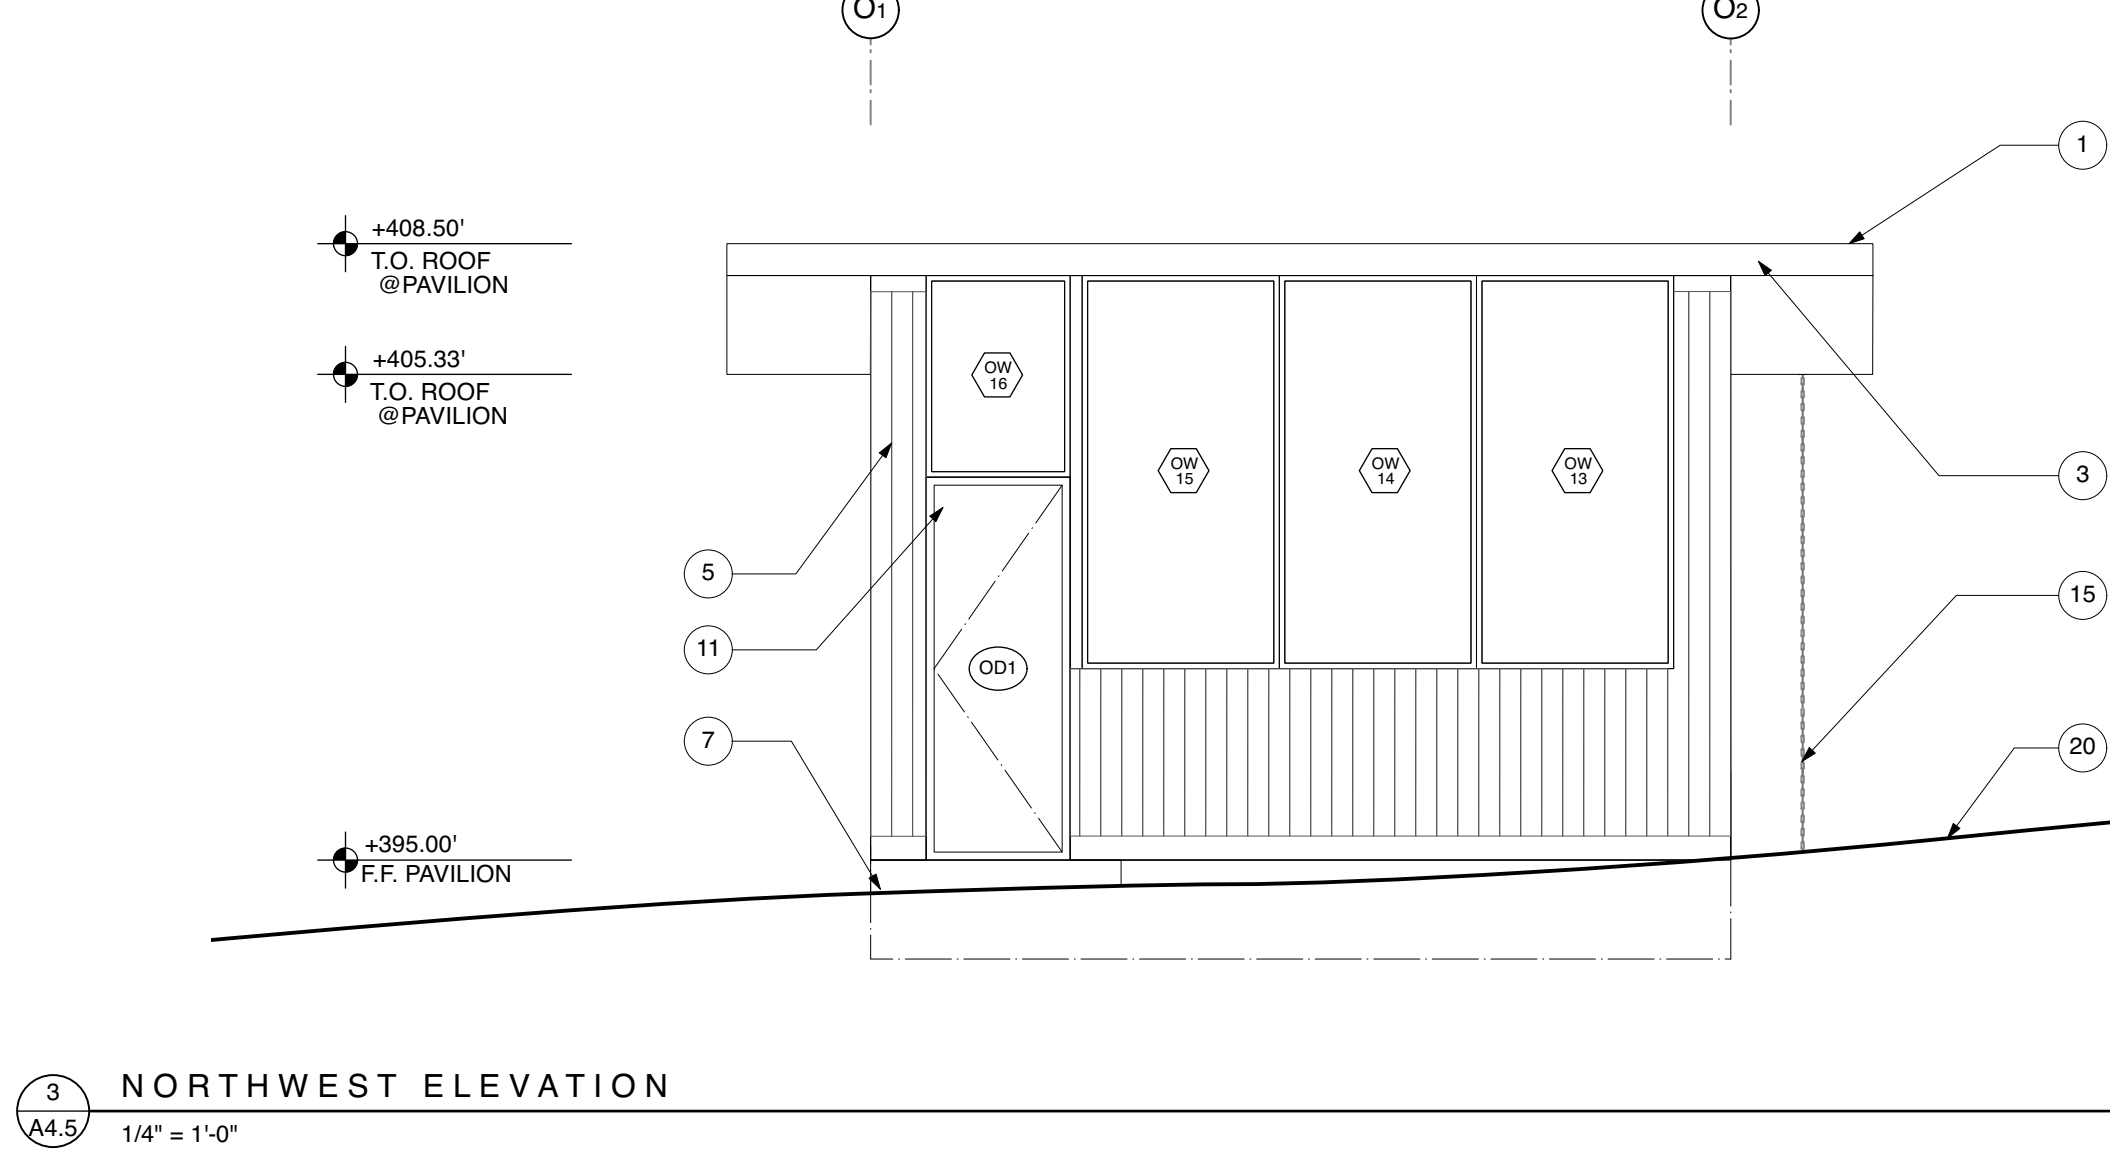 O1
O2
1
+408.50'
T.O. ROOF
@PAVILION
+405.33'
T.O. ROOF
@PAVILION
OW
16
OW
15
OW
14
OW
13
3
5
15
11
OD1
7
20
+395.00'
F.F. PAVILION
3
A4.5
NORTHWEST ELEVATION
1/4" = 1'-0"